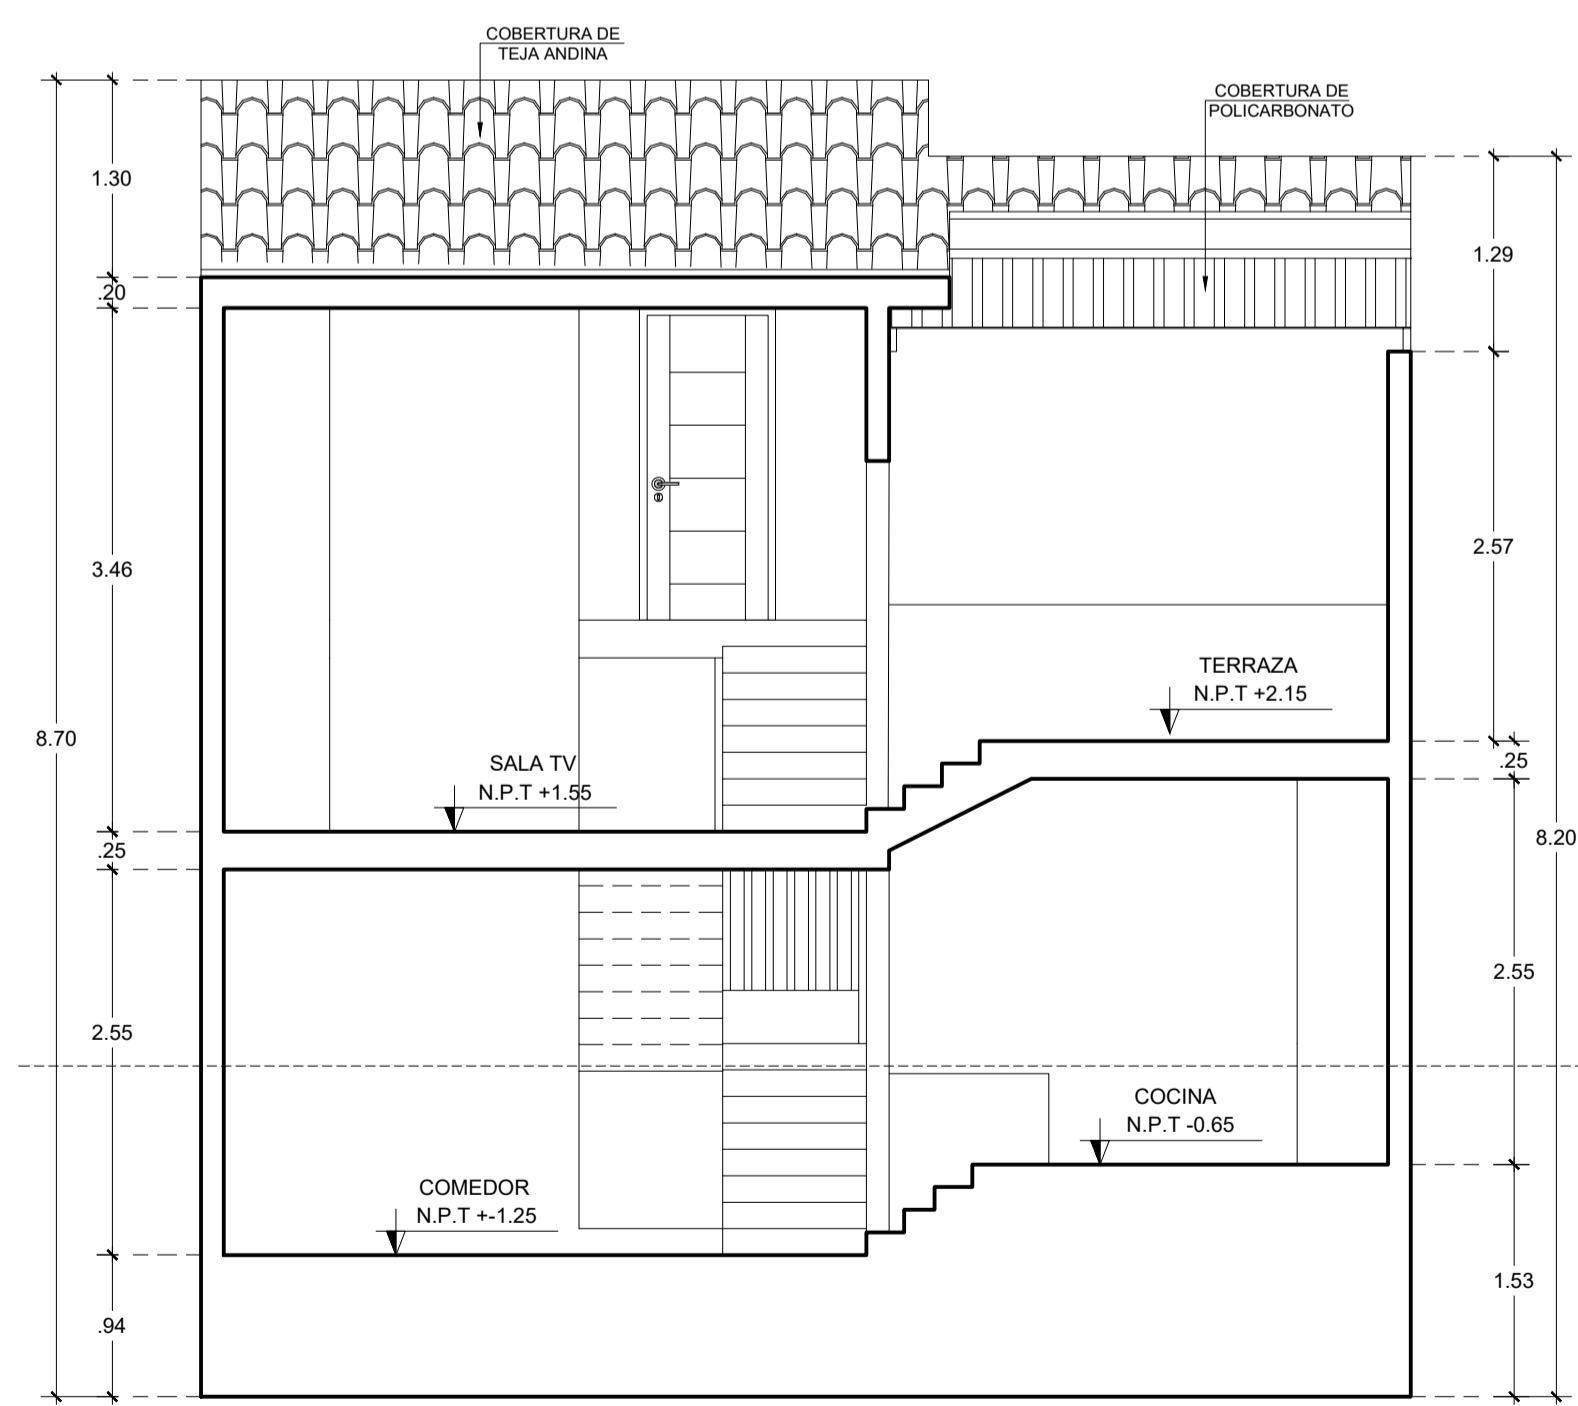 COBERTURA DE
TEJA ANDINA
COBERTURA DE
POLICARBONATO
1.30
.20
3.46
8.70
.25
2.55
.94
1.29
2.57
.25
8.20
2.55
1.53
TERRAZA
N.P.T +2.15
SALA TV
N.P.T +1.55
COCINA
N.P.T -0.65
COMEDOR
N.P.T +-1.25